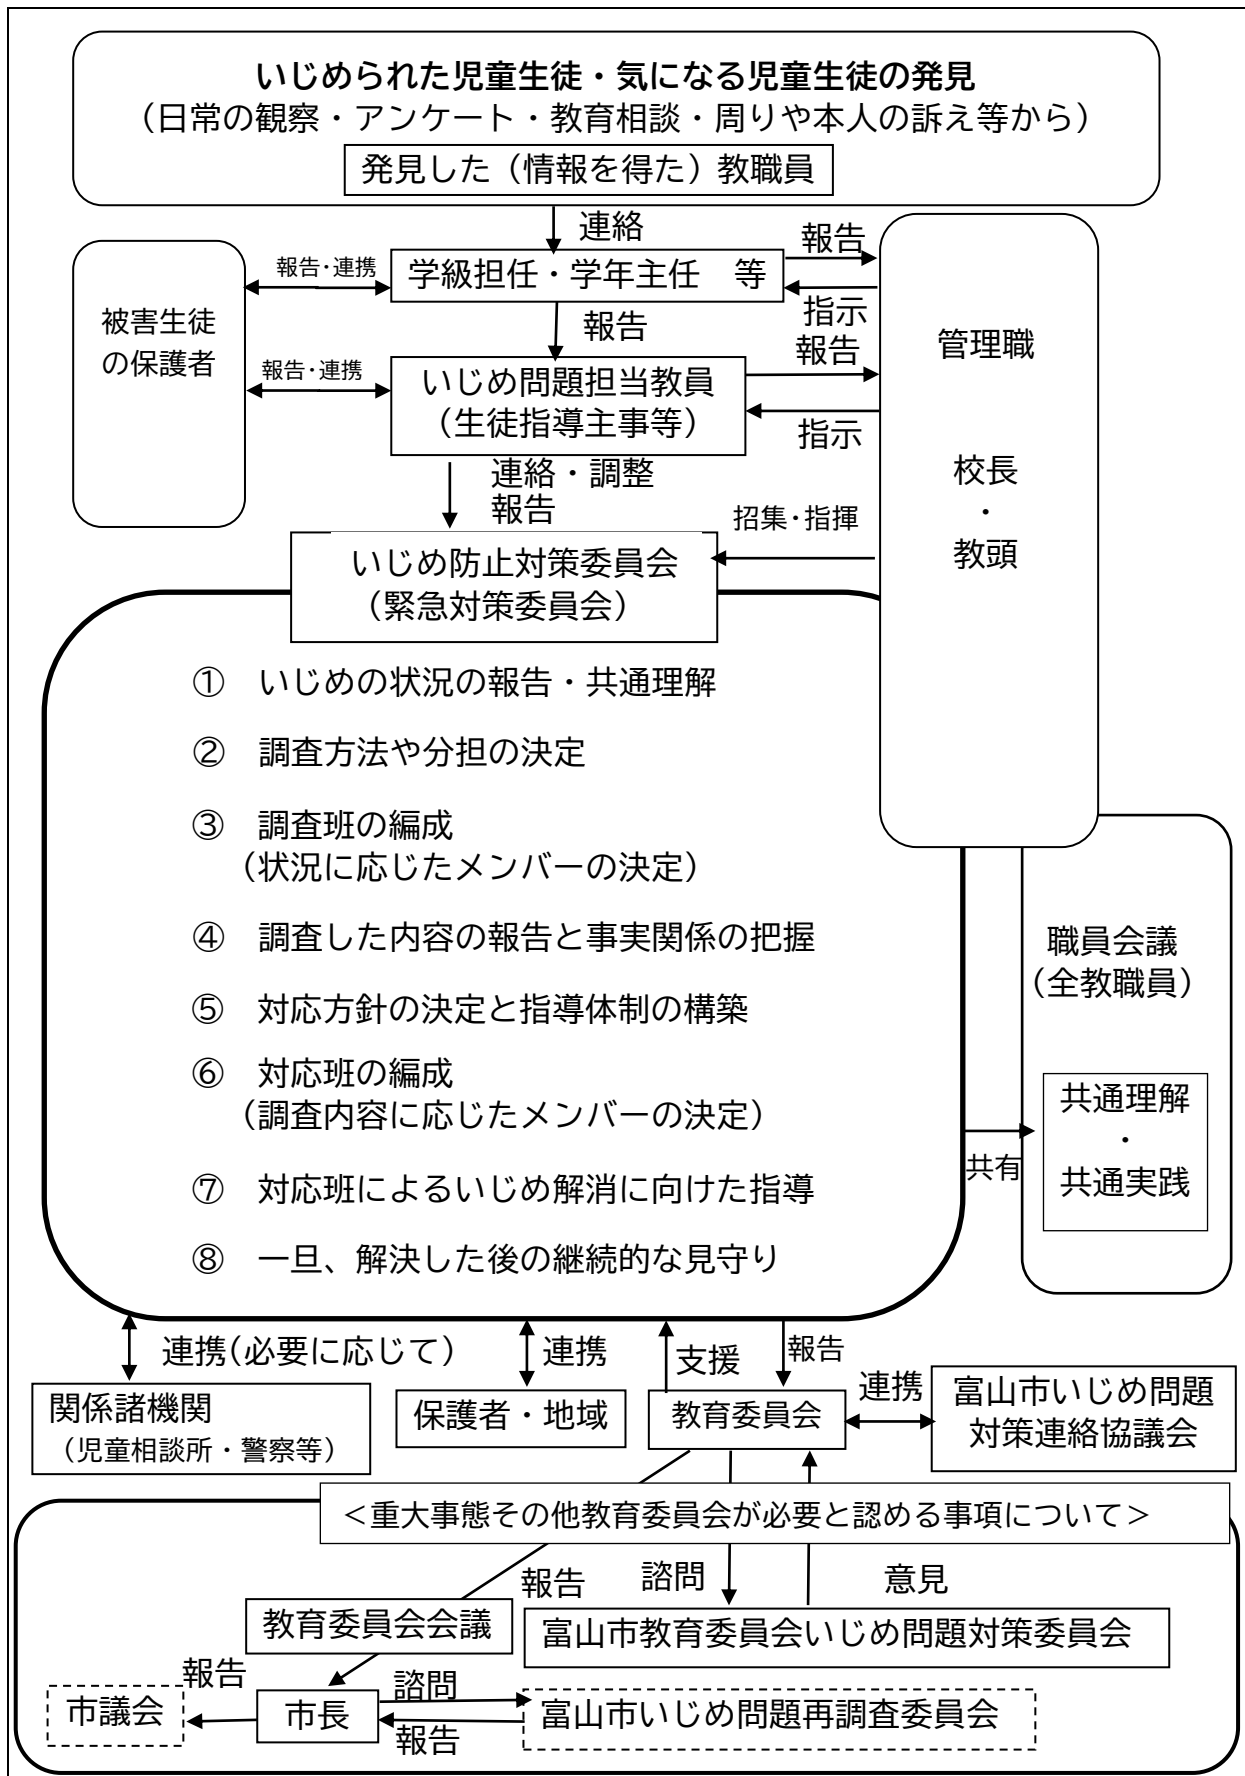 いじめられた児童生徒・気になる児童生徒の発見
（日常の観察・アンケート・教育相談・周りや本人の訴え等から）
発見した（情報を得た）教職員
連絡
報告
報告・連携
学級担任・学年主任　等
指示
被害生徒
の保護者
報告
報告
管理職
報告・連携
いじめ問題担当教員
（生徒指導主事等）
指示
連絡・調整
報告
校長
・
教頭
招集・指揮
いじめ防止対策委員会
（緊急対策委員会）
①　いじめの状況の報告・共通理解
②　調査方法や分担の決定
③　調査班の編成
（状況に応じたメンバーの決定）
④　調査した内容の報告と事実関係の把握
職員会議
（全教職員）
⑤　対応方針の決定と指導体制の構築
⑥　対応班の編成
（調査内容に応じたメンバーの決定）
共通理解
・
共通実践
共有
⑦　対応班によるいじめ解消に向けた指導
⑧　一旦、解決した後の継続的な見守り
連携（必要に応じて）
連携
支援
報告
関係諸機関
（児童相談所・警察等）
保護者・地域
教育委員会
連携
富山市いじめ問題
対策連絡協議会
＜重大事態その他教育委員会が必要と認める事項について＞
報告
諮問
意見
教育委員会会議
富山市教育委員会いじめ問題対策委員会
報告
市議会
市長
諮問
報告
富山市いじめ問題再調査委員会